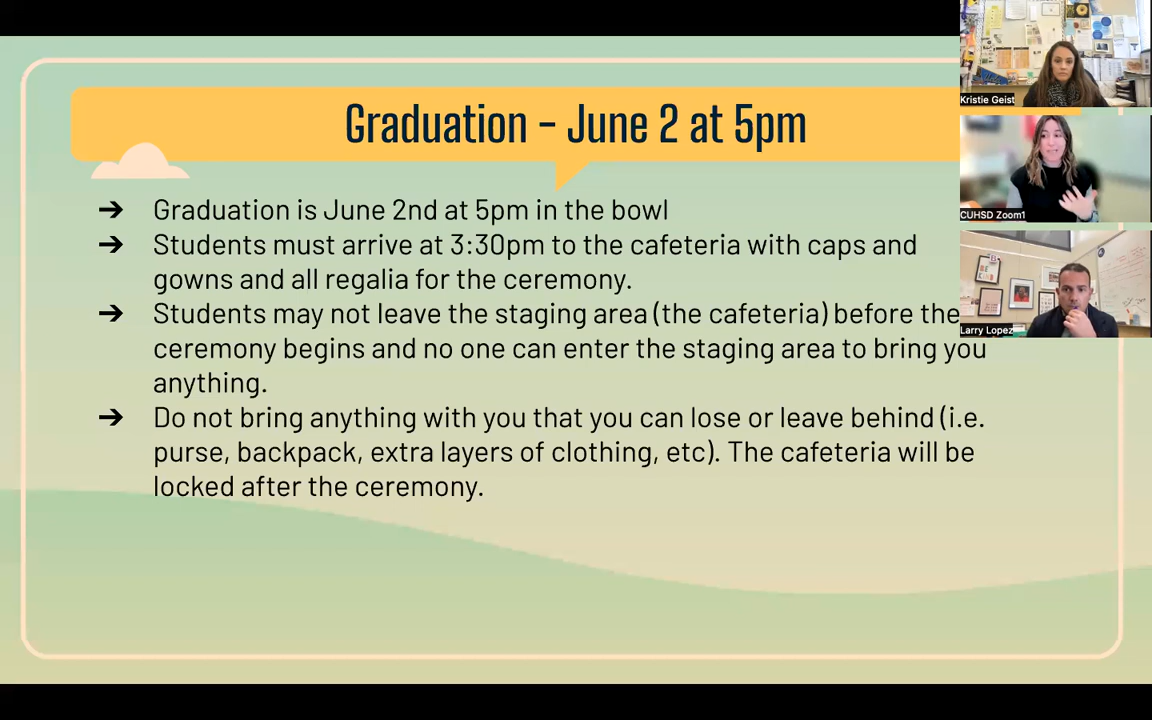 Graduation - June 2 at 5pm
➔ Graduation is June 2nd at 5pm in the bowl
➔ Students must arrive at 3:30pm to the cafeteria with caps and
gowns and all regalia for the ceremony.
➔ Students may not leave the staging area (the cafeteria) before the
ceremony begins and no one can enter the staging area to bring you
anything.
➔ Do not bring anything with you that you can lose or leave behind (i.e.
purse, backpack, extra layers of clothing, etc). The cafeteria will be
locked after the ceremony.
Kristie Geist
CUHSD Zoom1
BE
KIND
Larry Lopez